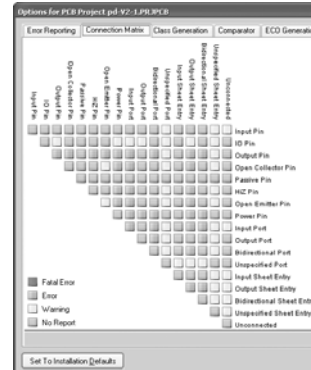 Options for PCB Project pd-V2-1.PRJPCB
Error Reporting
Connection Matrix
Class Generation
Comparator
ECO Generatio
Input Pin
IO Pin
Output Pin
Open Collector Pin
Passive Pin
HiZ Pin
Open Emitter Pin
Power Pin
Input Port
Output Port
Bidirectional Port
Unspecified Port
Input Sheet Entry
Output Sheet Entry
Bidirectional Sheet Entry
Unspecified Sheet Entry
Unconnected
Input Pin
IO Pin
Output Pin
Open Collector Pin
Passive Pin
HiZ Pin
Open Emitter Pin
Power Pin
Input Port
Output Port
Bidirectional Port
Unspecified Port
Input Sheet Entry
Output Sheet Entry
Bidirectional Sheet Entr
Unspecified Sheet Entry
Unconnected
Fatal Error
Error
Warning
No Report
Set To Installation Defaults